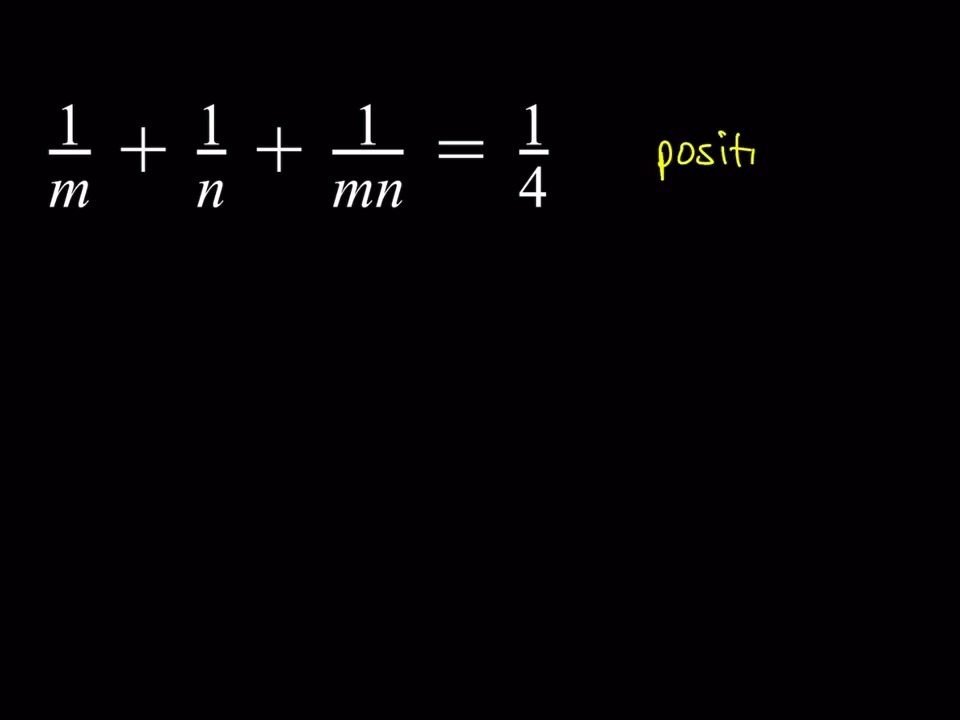 1/m + 1/n + 1/mn = 1/4 positi